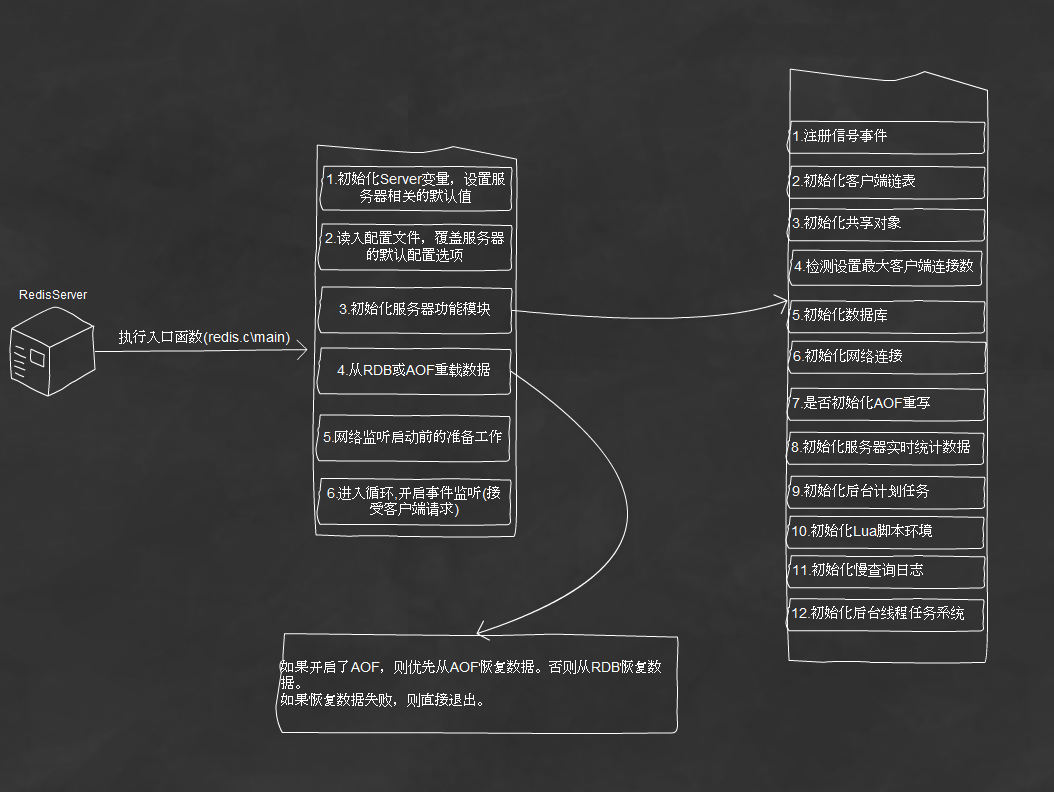 RedisServer
执行入口函数(redis.c\main)
1.初始化Server变量，设置服
务器相关的默认值
2.读入配置文件，覆盖服务器
的默认配置选项
3.初始化服务器功能模块
4.从RDB或AOF重载数据
5.网络监听启动前的准备工作
6.进入循环,开启事件监听(接
受客户端请求)
1.注册信号事件
2.初始化客户端链表
3.初始化共享对象
4.检测设置最大客户端连接数
5.初始化数据库
6.初始化网络连接
7.是否初始化AOF重写
8.初始化服务器实时统计数据
9.初始化后台计划任务
10.初始化Lua脚本环境
11.初始化慢查询日志
12.初始化后台线程任务系统
如果开启了AOF，则优先从AOF恢复数据。否则从RDB恢复数
据。
如果恢复数据失败，则直接退出。